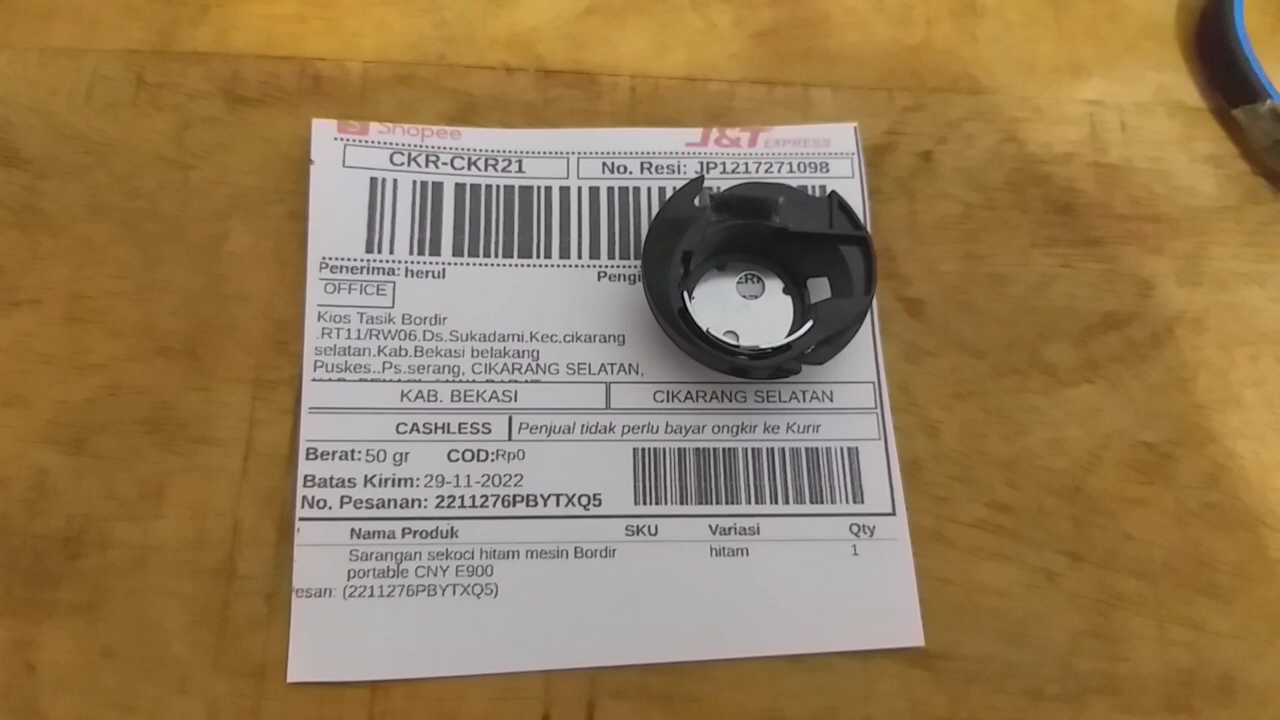 Shopee
J&T EXPRESS
CKR-CKR21
No. Resi: JP1217271098
Penerima: herul
OFFICE
Kios Tasik Bordir
.RT11/RW06.Ds.Sukadami.Kec.cikarang
selatan.Kab.Bekasi belakang
Puskes..Ps.serang, CIKARANG SELATAN,
KAB. BEKASI
CIKARANG SELATAN
CASHLESS
Penjual tidak perlu bayar ongkir ke Kurir
Berat: 50 gr COD:Rp0
Batas Kirim: 29-11-2022
No. Pesanan: 2211276PBYTXQ5
Nama Produk SKU Variasi Qty
Sarangan sekoci hitam mesin Bordir hitam 1
portable CNY E900
esan: (2211276PBYTXQ5)